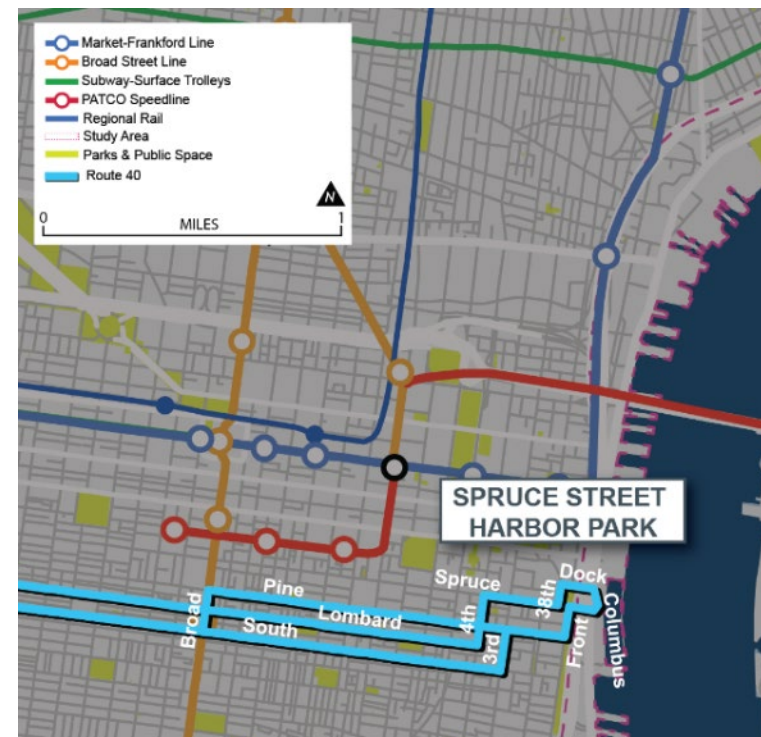 Market-Frankford Line
Broad Street Line
Subway-Surface Trolleys
PATCO Speedline
Regional Rail
Study Area
Parks & Public Space
Route 40
N
0
1
MILES
SPRUCE STREET
HARBOR PARK
Dock
Spruce
38th
Pine
Columbus
Lombard
4th
Broad
South
Front
3rd